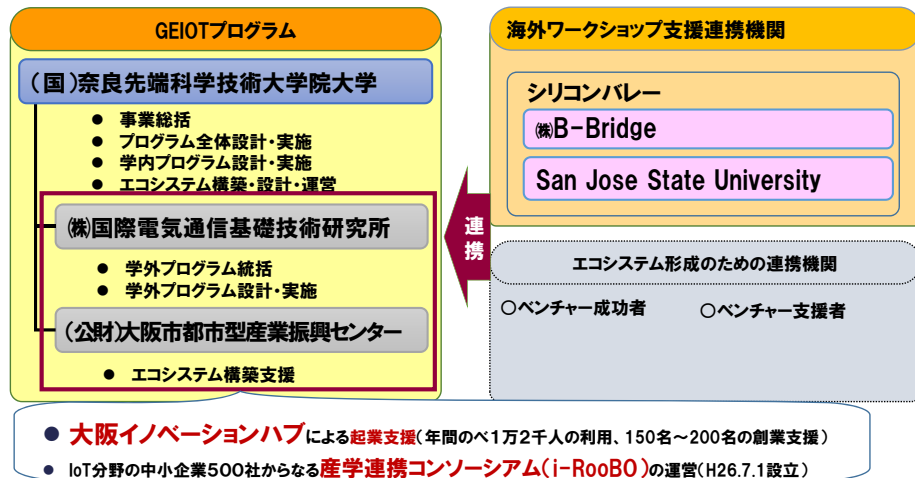 GEIOTプログラム
(国)奈良先端科学技術大学院大学
● 事業総括
● プログラム全体設計・実施
● 学内プログラム設計・実施
● エコシステム構築・設計・運営
㈱国際電気通信基礎技術研究所
● 学外プログラム統括
● 学外プログラム設計・実施
(公財)大阪市都市型産業振興センター
● エコシステム構築支援
連携
海外ワークショップ支援連携機関
シリコンバレー
㈱B-Bridge
San Jose State University
エコシステム形成のための連携機関
○ベンチャー成功者 ○ベンチャー支援者
● 大阪イノベーションハブによる起業支援(年間のべ1万2千人の利用、150名～200名の創業支援)
● IoT分野の中小企業500社からなる産学連携コンソーシアム(i-RooBO)の運営(H26.7.1設立)